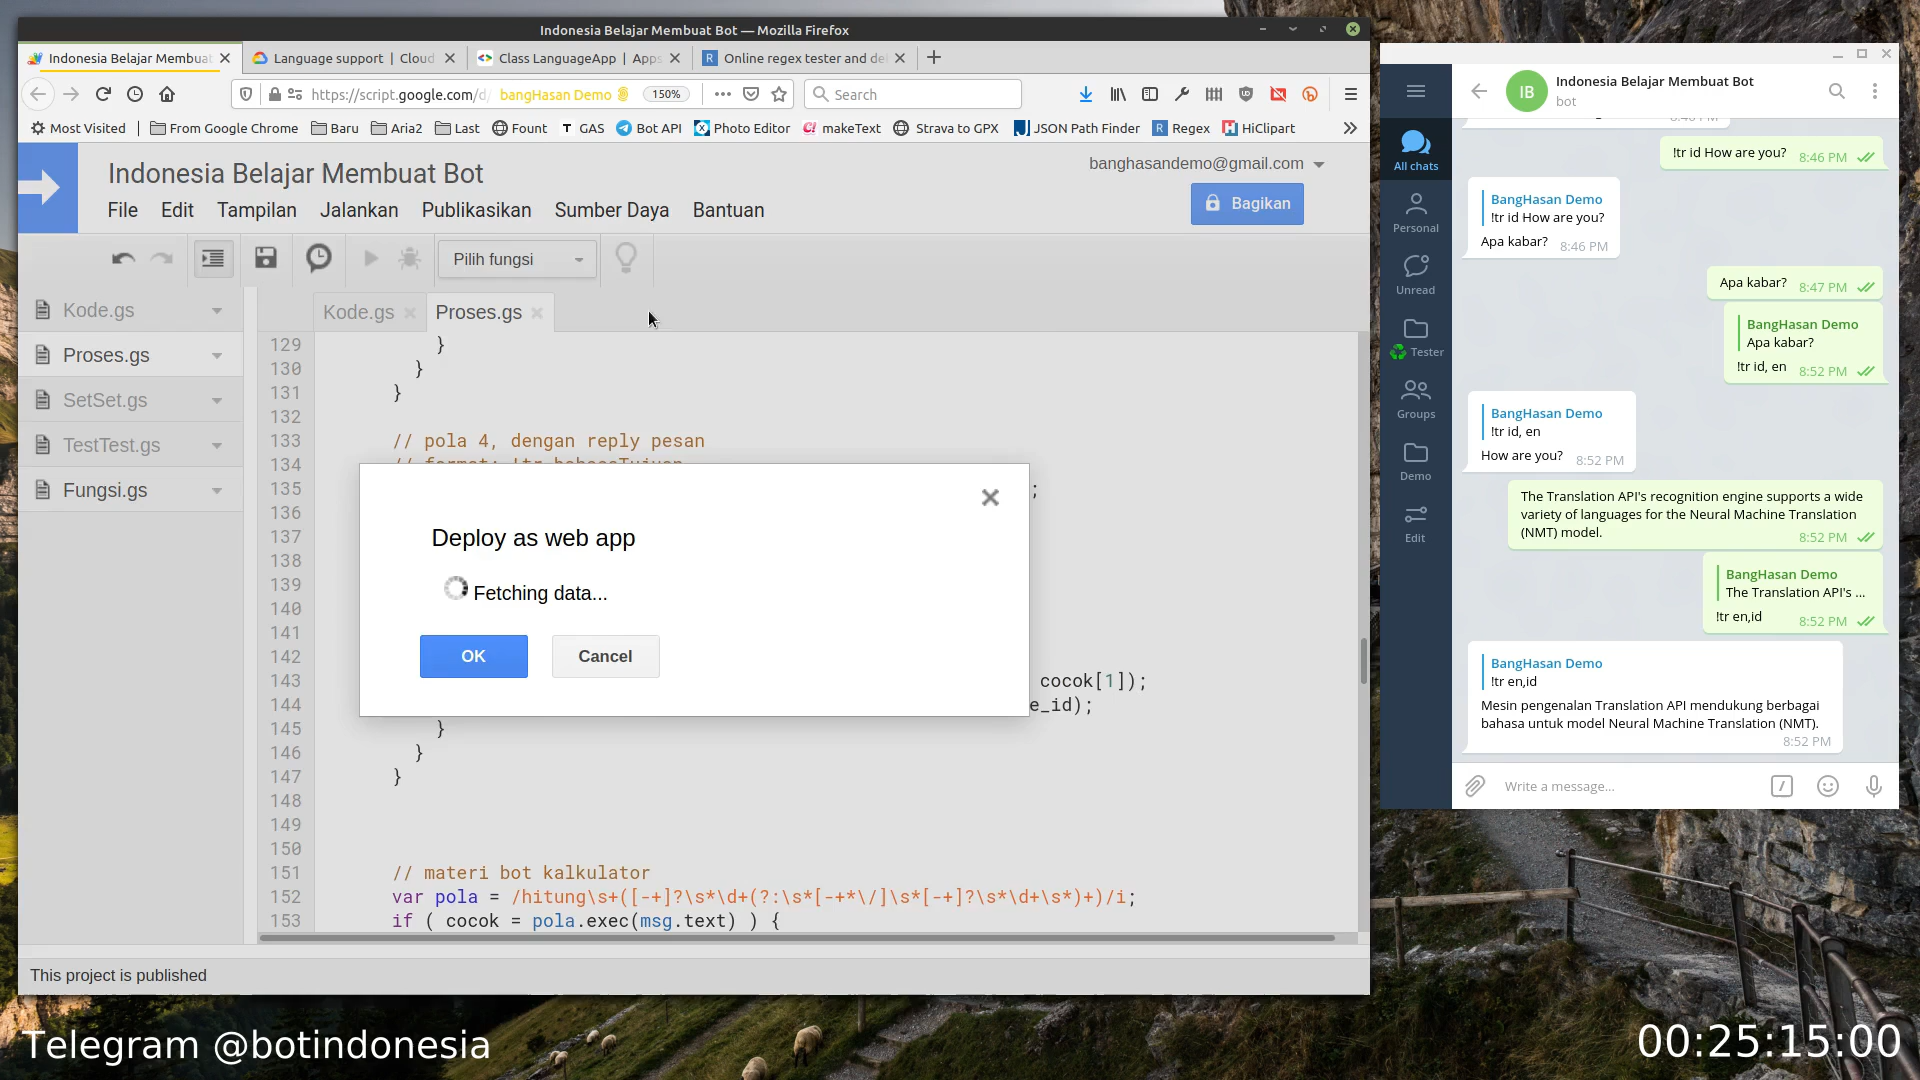 Indonesia Belajar Membuat Bot — Mozilla Firefox
Indonesia Belajar Membuat
Language support | Cloud
Class LanguageApp | Apps
Online regex tester and de
https://script.google.com/d/
bangHasan Demo
150%
Search
Most Visited
From Google Chrome
Baru
Aria2
Last
Fount
GAS
Bot API
Photo Editor
makeText
Strava to GPX
JSON Path Finder
Regex
HiClipart
Indonesia Belajar Membuat Bot
banghasandemo@gmail.com
File Edit Tampilan Jalankan Publikasikan Sumber Daya Bantuan
Bagikan
Pilih fungsi
Kode.gs
Proses.gs
SetSet.gs
TestTest.gs
Fungsi.gs
Kode.gs
Proses.gs
129 }
130 }
131 }
132
133 // pola 4, dengan reply pesan
134
135 ;
136
137
138
139
140
141
142
143 cocok[1]);
144 e_id);
145 }
146 }
147 }
148
149
150
151 // materi bot kalkulator
152 var pola = /hitung\s+([-+]?\s*\d+(?:\s*[-+*\/]\s*[-+]?\s*\d+\s*)+)/i;
153 if ( cocok = pola.exec(msg.text) ) {
Deploy as web app
Fetching data...
OK
Cancel
This project is published
Indonesia Belajar Membuat Bot
bot
IB
All chats
Personal
Unread
Tester
Groups
Demo
Edit
!tr id How are you? 8:46 PM
BangHasan Demo
!tr id How are you?
Apa kabar? 8:46 PM
Apa kabar? 8:47 PM
BangHasan Demo
Apa kabar?
!tr id, en 8:52 PM
BangHasan Demo
!tr id, en
How are you? 8:52 PM
The Translation API's recognition engine supports a wide
variety of languages for the Neural Machine Translation
(NMT) model. 8:52 PM
BangHasan Demo
The Translation API's ...
!tr en,id 8:52 PM
BangHasan Demo
!tr en,id
Mesin pengenalan Translation API mendukung berbagai
bahasa untuk model Neural Machine Translation (NMT).
8:52 PM
Write a message...
Telegram @botindonesia
00:25:15:00